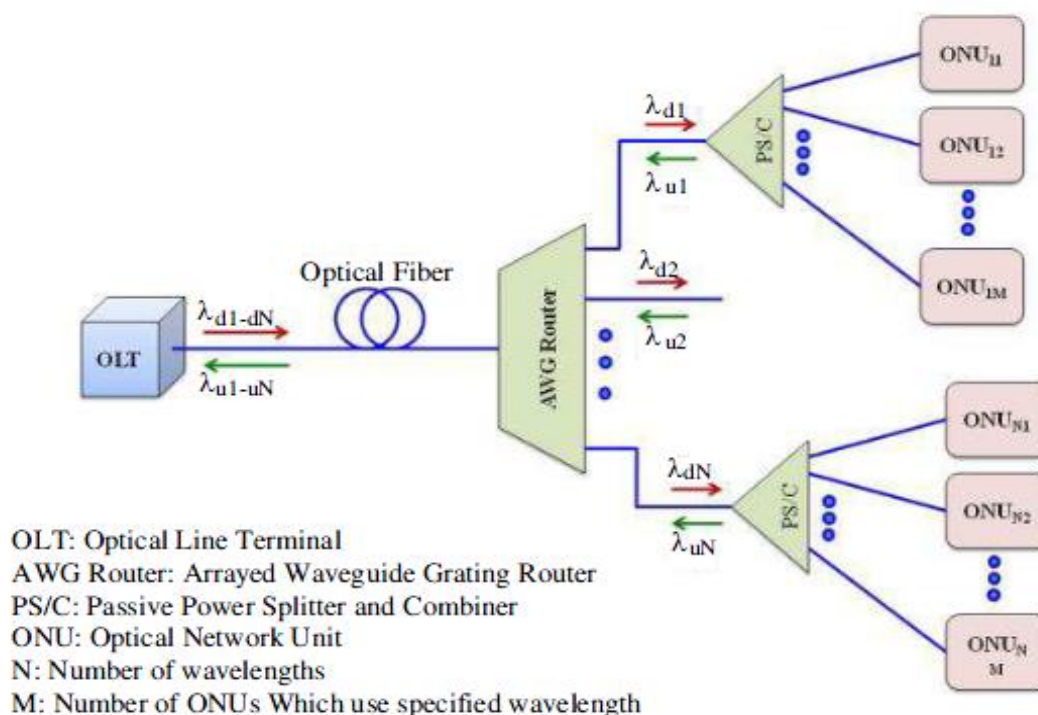 ONU11
λd1
PS/C
ONU12
λu1
Optical Fiber
λd2
ONU1M
λd1-dN
AWG Router
OLT
λu2
λu1-uN
ONUN1
λdN
PS/C
ONUN2
λuN
ONUN
M
OLT: Optical Line Terminal
AWG Router: Arrayed Waveguide Grating Router
PS/C: Passive Power Splitter and Combiner
ONU: Optical Network Unit
N: Number of wavelengths
M: Number of ONUs Which use specified wavelength